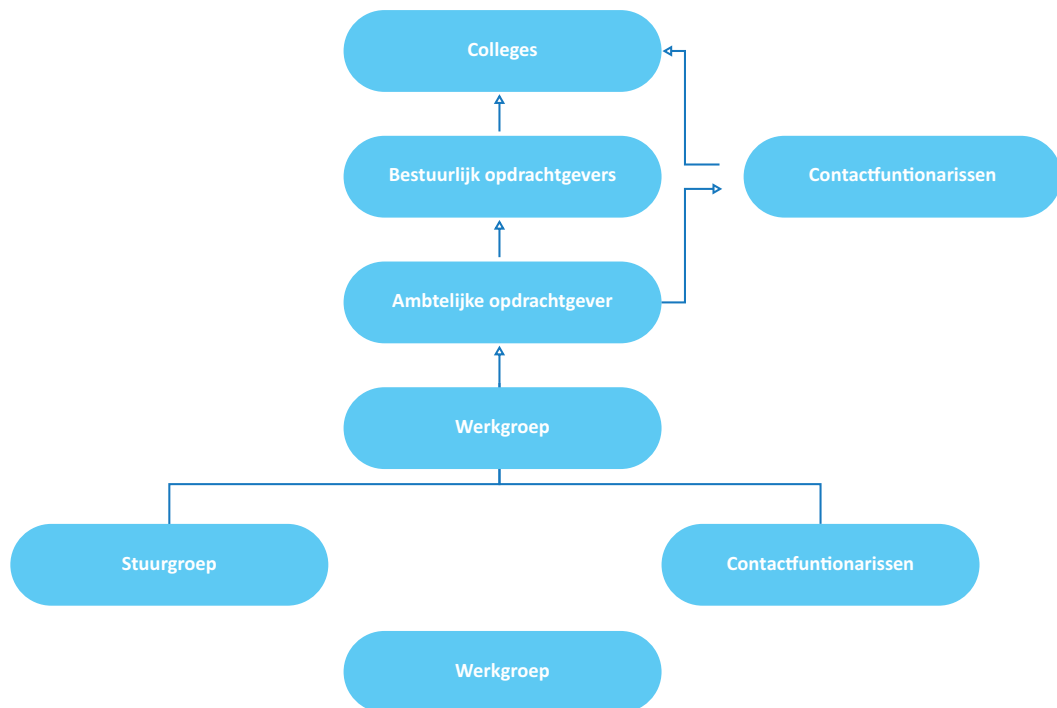 Colleges
Bestuurlijk opdrachtgevers
Contactfuntionarissen
Ambtelijke opdrachtgever
Werkgroep
Stuurgroep
Contactfuntionarissen
Werkgroep